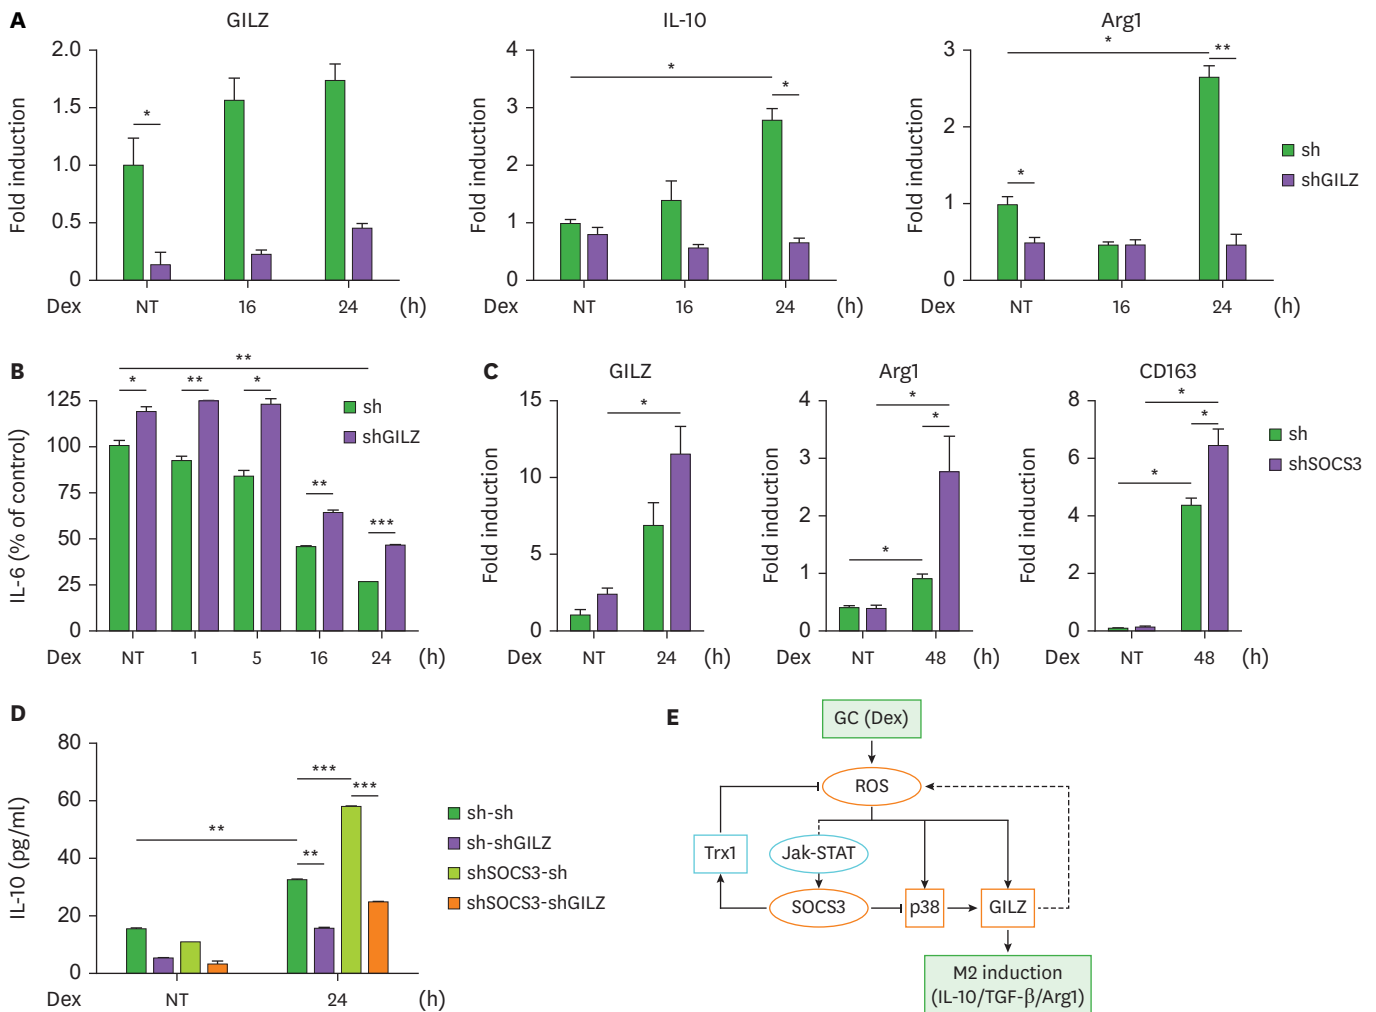 A
GILZ
IL-10
Arg1
Fold induction
2.0
1.5
1.0
0.5
0
*
Dex
NT
16
24
(h)
Fold induction
4
3
2
1
0
*
*
Dex
NT
16
24
(h)
Fold induction
3
2
1
0
*
**
*
Dex
NT
16
24
(h)
sh
shGILZ
B
IL-6 (% of control)
125
100
75
50
25
0
**
*
**
*
**
***
sh
shGILZ
Dex
NT
1
5
16
24
(h)
C
GILZ
Arg1
CD163
Fold induction
15
10
5
0
*
Dex
NT
24
(h)
Fold induction
4
3
2
1
0
*
*
*
Dex
NT
48
(h)
Fold induction
8
6
4
2
0
*
*
*
Dex
NT
48
(h)
sh
shSOCS3
D
IL-10 (pg/ml)
80
60
40
20
0
**
***
***
**
Dex
NT
24
(h)
sh-sh
sh-shGILZ
shSOCS3-sh
shSOCS3-shGILZ
E
GC (Dex)
ROS
Trx1
Jak-STAT
SOCS3
p38
GILZ
M2 induction
(IL-10/TGF-β/Arg1)